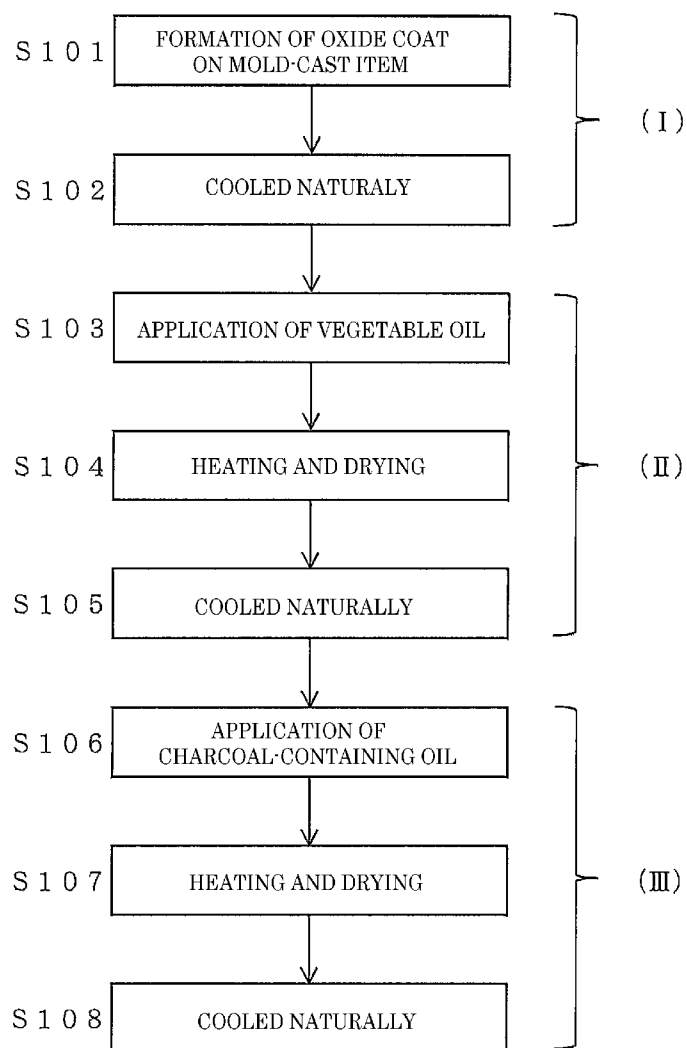 S101
FORMATION OF OXIDE COAT
ON MOLD-CAST ITEM
(Ⅰ)
S102
COOLED NATURALY
S103
APPLICATION OF VEGETABLE OIL
S104
HEATING AND DRYING
(Ⅱ)
S105
COOLED NATURALLY
S106
APPLICATION OF
CHARCOAL-CONTAINING OIL
S107
HEATING AND DRYING
(Ⅲ)
S108
COOLED NATURALLY